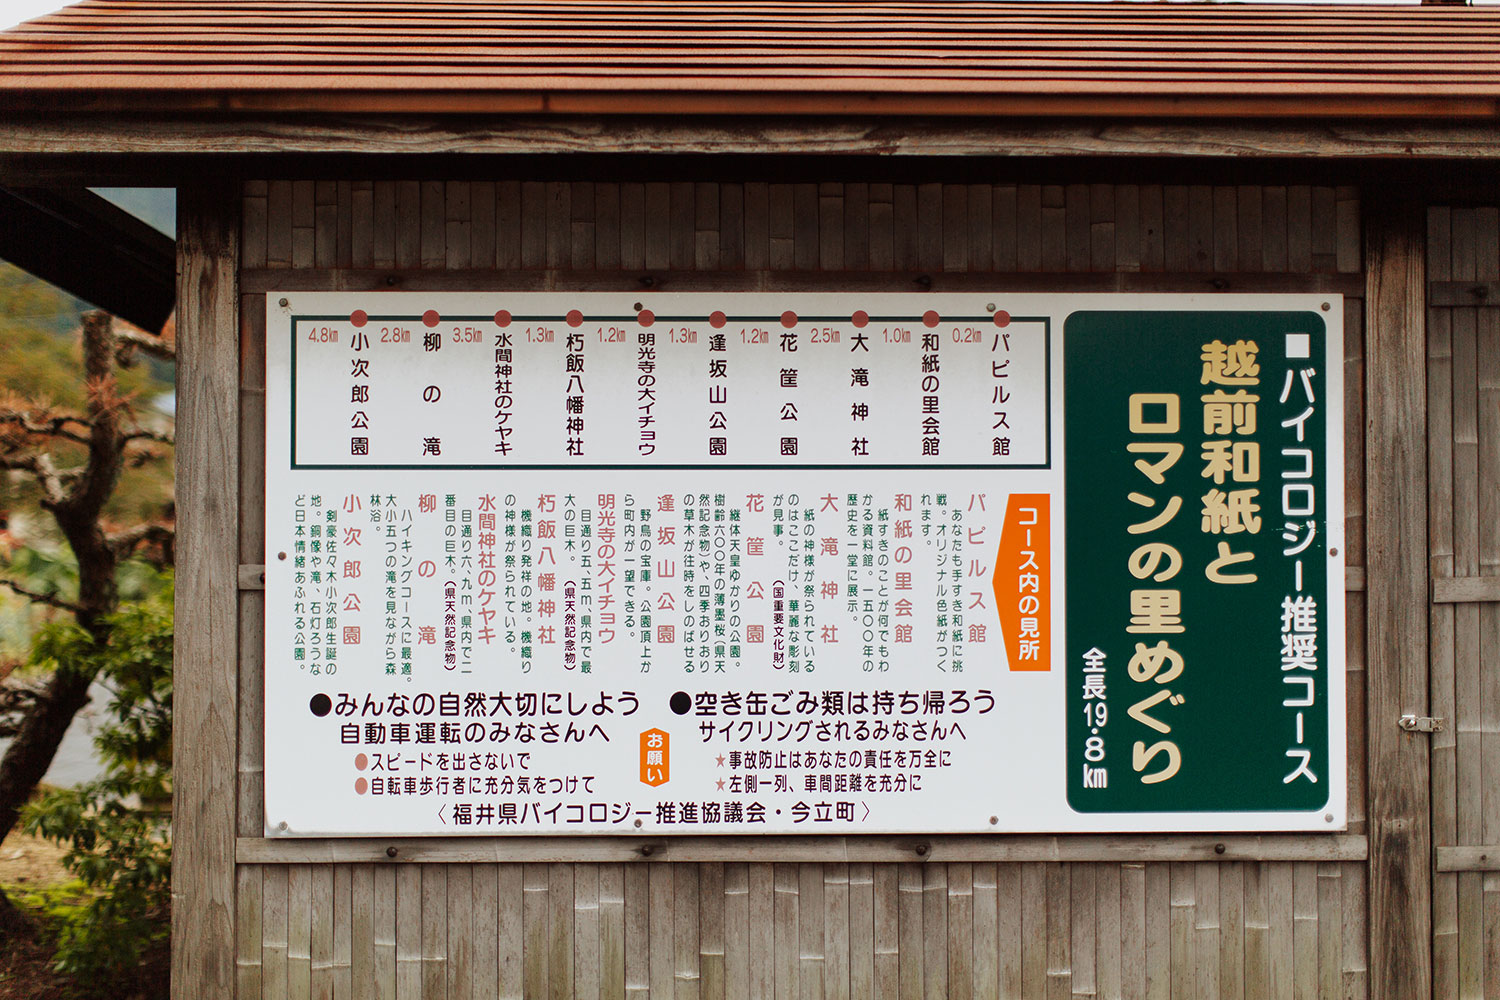 ■バイコロジー推奨コース
越前和紙と
ロマンの里めぐり
全長19.8km
パピルス館
0.2km
和紙の里会館
1.0km
大滝神社
2.5km
花筐公園
1.2km
逢坂山公園
1.3km
明光寺の大イチョウ
1.2km
朽飯八幡神社
1.3km
水間神社のケヤキ
3.5km
柳の滝
2.8km
小次郎公園
4.8km
コース内の見所
パピルス館
あなたも手すき和紙に挑
戦。オリジナル色紙がつく
れます。
和紙の里会館
紙すきのことが何でもわ
かる資料館。一五〇〇年の
歴史を一堂に展示。
大滝神社
紙の神様が祭られている
のはここだけ、華麗な彫刻
が見事。(国重要文化財)
花筐公園
継体天皇ゆかりの公園。
樹齢六〇〇年の薄墨桜(県天
然記念物)や、四季おりおり
の草木が往時をしのばせる
逢坂山公園
野鳥の宝庫。公園頂上か
ら町内が一望できる。
明光寺の大イチョウ
目通り五・五m、県内で最
大の巨木。(県天然記念物)
朽飯八幡神社
機織り発祥の地。機織り
の神様が祭られている。
水間神社のケヤキ
目通り六、九m、県内で二
番目の巨木。(県天然記念物)
柳の滝
ハイキングコースに最適。
大小五つの滝を見ながら森
林浴。
小次郎公園
剣豪佐々木小次郎生誕の
地。銅像や滝、石灯ろうな
ど日本情緒あふれる公園。
●みんなの自然大切にしよう
自動車運転のみなさんへ
●スピードを出さないで
●自転車歩行者に充分気をつけて
お願い
●空き缶ごみ類は持ち帰ろう
サイクリングされるみなさんへ
★事故防止はあなたの責任を万全に
★左側一列、車間距離を充分に
〈福井県バイコロジー推進協議会・今立町〉